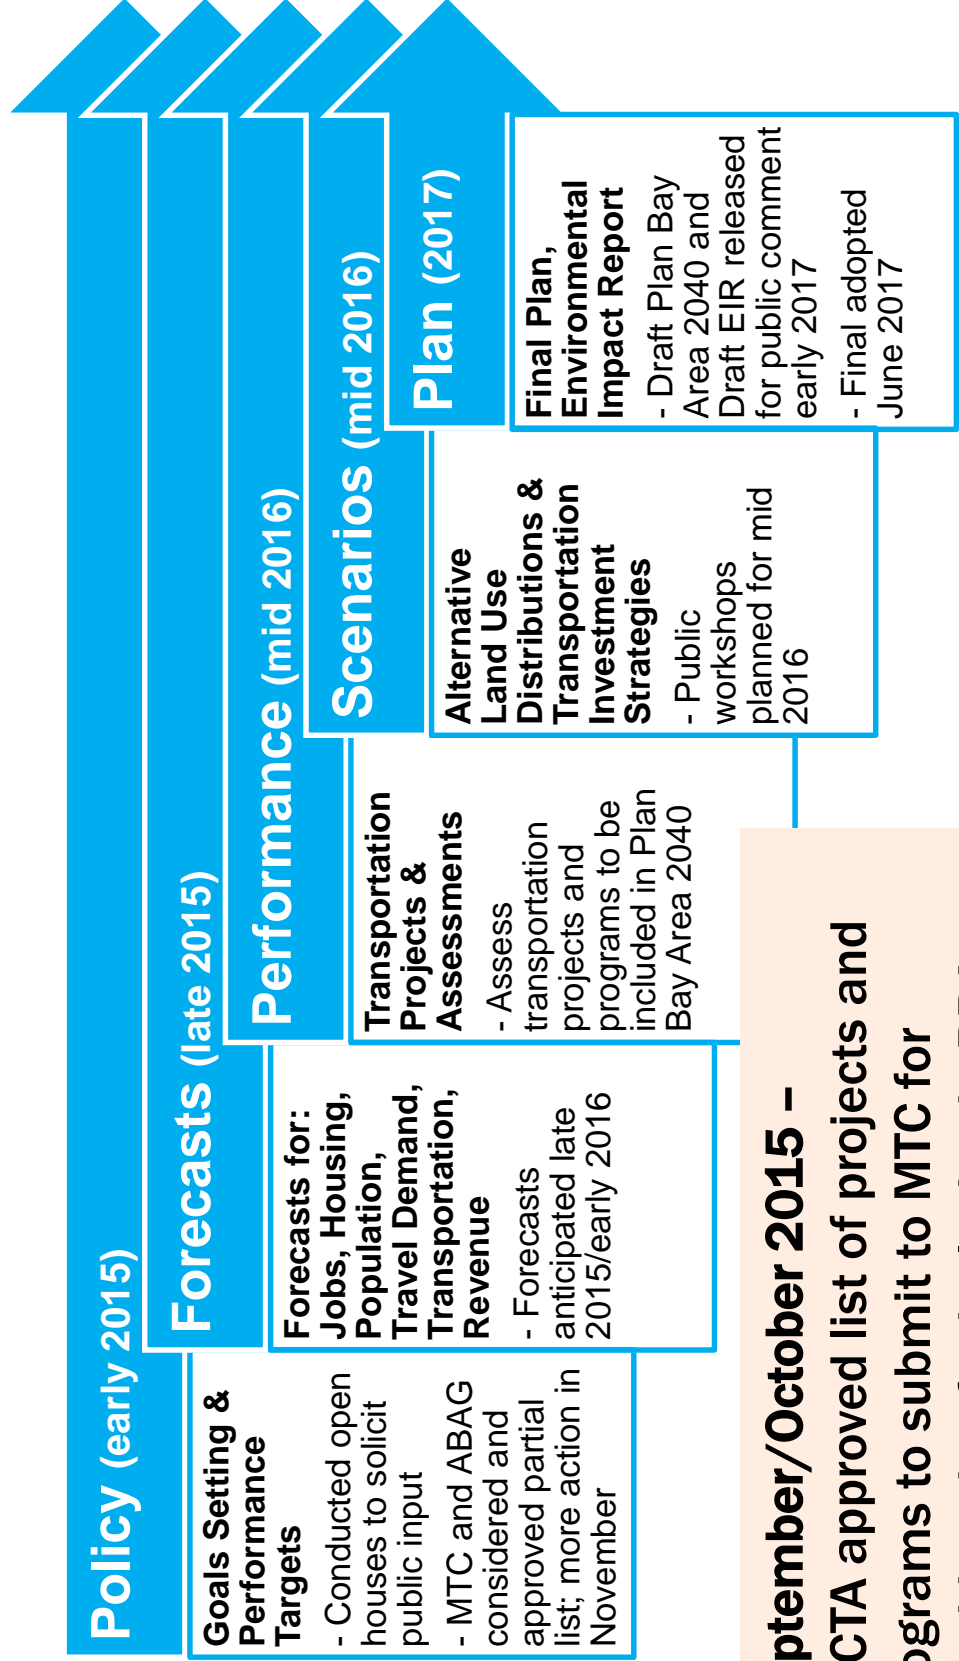 Policy (early 2015)
Goals Setting &
Performance
Targets
- Conducted open
houses to solicit
public input
- MTC and ABAG
considered and
approved partial
list; more action in
November
Forecasts (late 2015)
Forecasts for:
Jobs, Housing,
Population,
Travel Demand,
Transportation,
Revenue
- Forecasts
anticipated late
2015/early 2016
Performance (mid 2016)
Transportation
Projects &
Assessments
- Assess
transportation
projects and
programs to be
included in Plan
Bay Area 2040
Scenarios (mid 2016)
Alternative
Land Use
Distributions &
Transportation
Investment
Strategies
- Public
workshops
planned for mid
2016
Plan (2017)
Final Plan,
Environmental
Impact Report
- Draft Plan Bay
Area 2040 and
Draft EIR released
for public comment
early 2017
- Final adopted
June 2017
ptember/October 2015 –
CTA approved list of projects and
ograms to submit to MTC for